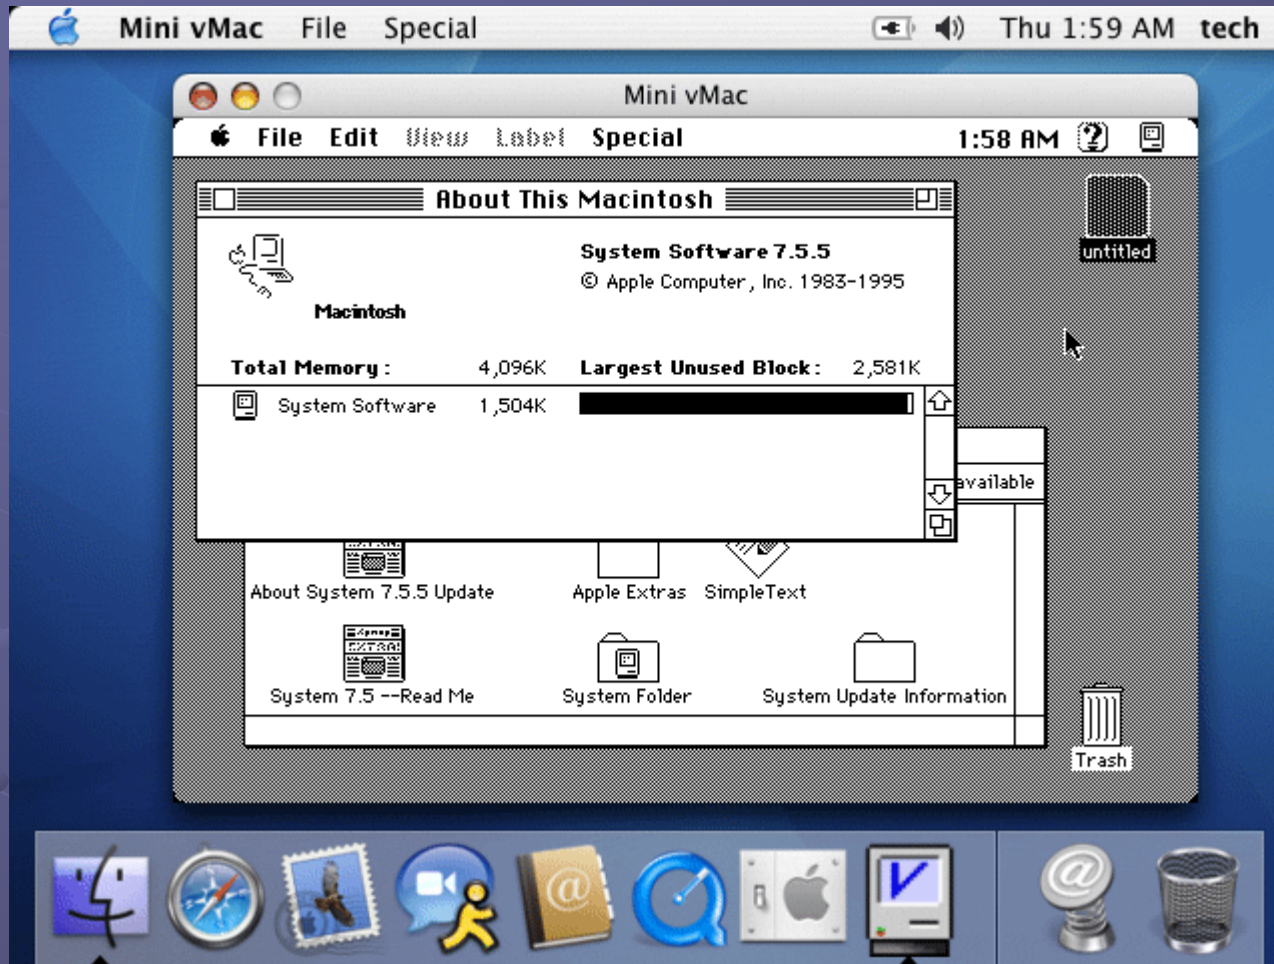 Mini vMac File Special Thu 1:59 AM tech
Mini vMac
File Edit View Label Special 1:58 AM
About This Macintosh
System Software 7.5.5
© Apple Computer, Inc. 1983-1995
Macintosh
Total Memory : 4,096K Largest Unused Block : 2,581K
System Software 1,504K
untitled
available
About System 7.5.5 Update Apple Extras SimpleText
EXTRA!
System 7.5 --Read Me System Folder System Update Information
Trash